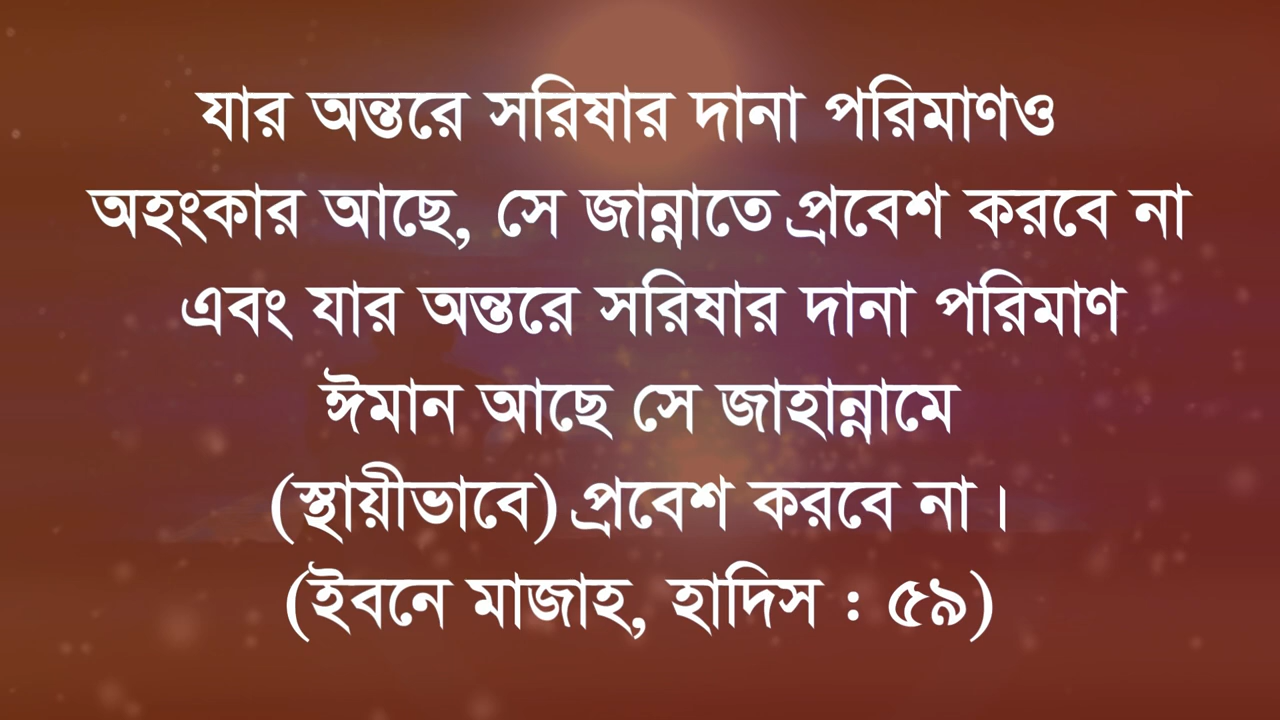 যার অন্তরে সরিষার দানা পরিমাণও
অহংকার আছে, সে জান্নাতে প্রবেশ করবে না
এবং যার অন্তরে সরিষার দানা পরিমাণ
ঈমান আছে সে জাহান্নামে
(স্থায়ীভাবে) প্রবেশ করবে না।
(ইবনে মাজাহ, হাদিস : ৫৯)